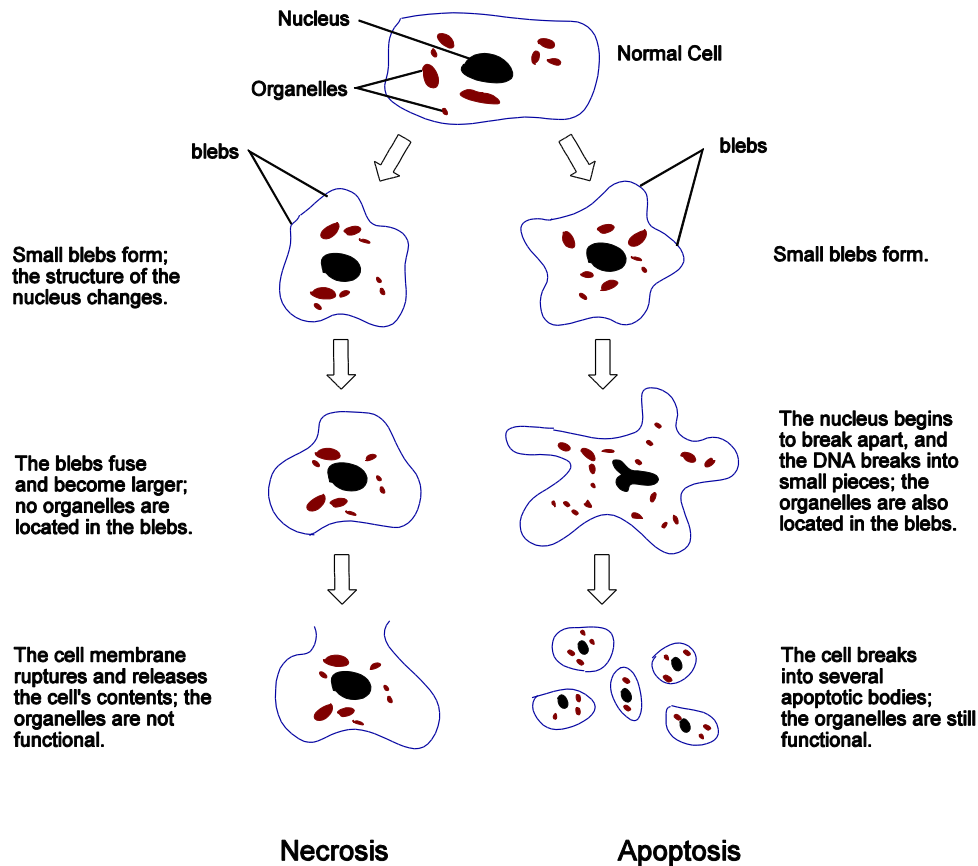 Nucleus
Normal Cell
Organelles
blebs
blebs
Small blebs form;
the structure of the
nucleus changes.
Small blebs form.
The blebs fuse
and become larger;
no organelles are
located in the blebs.
The nucleus begins
to break apart, and
the DNA breaks into
small pieces; the
organelles are also
located in the blebs.
The cell membrane
ruptures and releases
the cell's contents; the
organelles are not
functional.
The cell breaks
into several
apoptotic bodies;
the organelles are still
functional.
Necrosis
Apoptosis